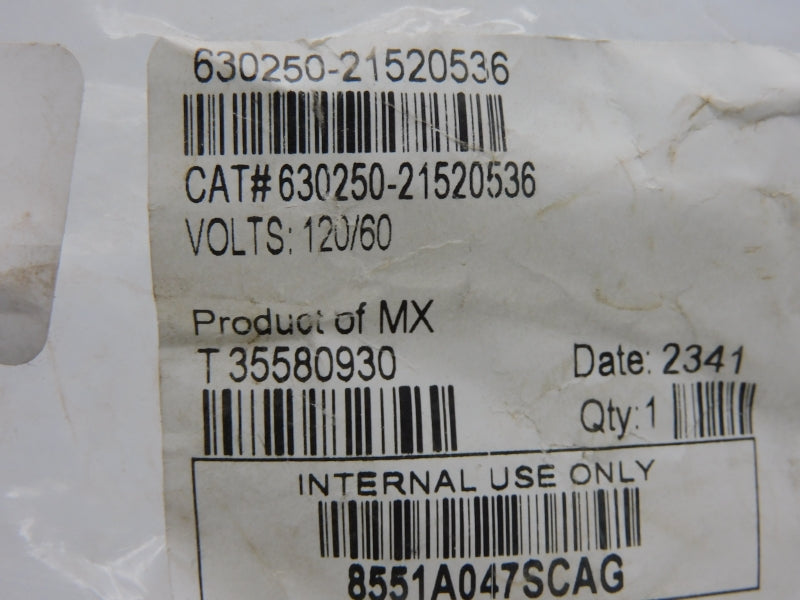 630250-21520536
CAT# 630250-21520536
VOLTS: 120/60
Product of MX
T 35580930
Date: 2341
Qty: 1
INTERNAL USE ONLY
8551A047SCAG